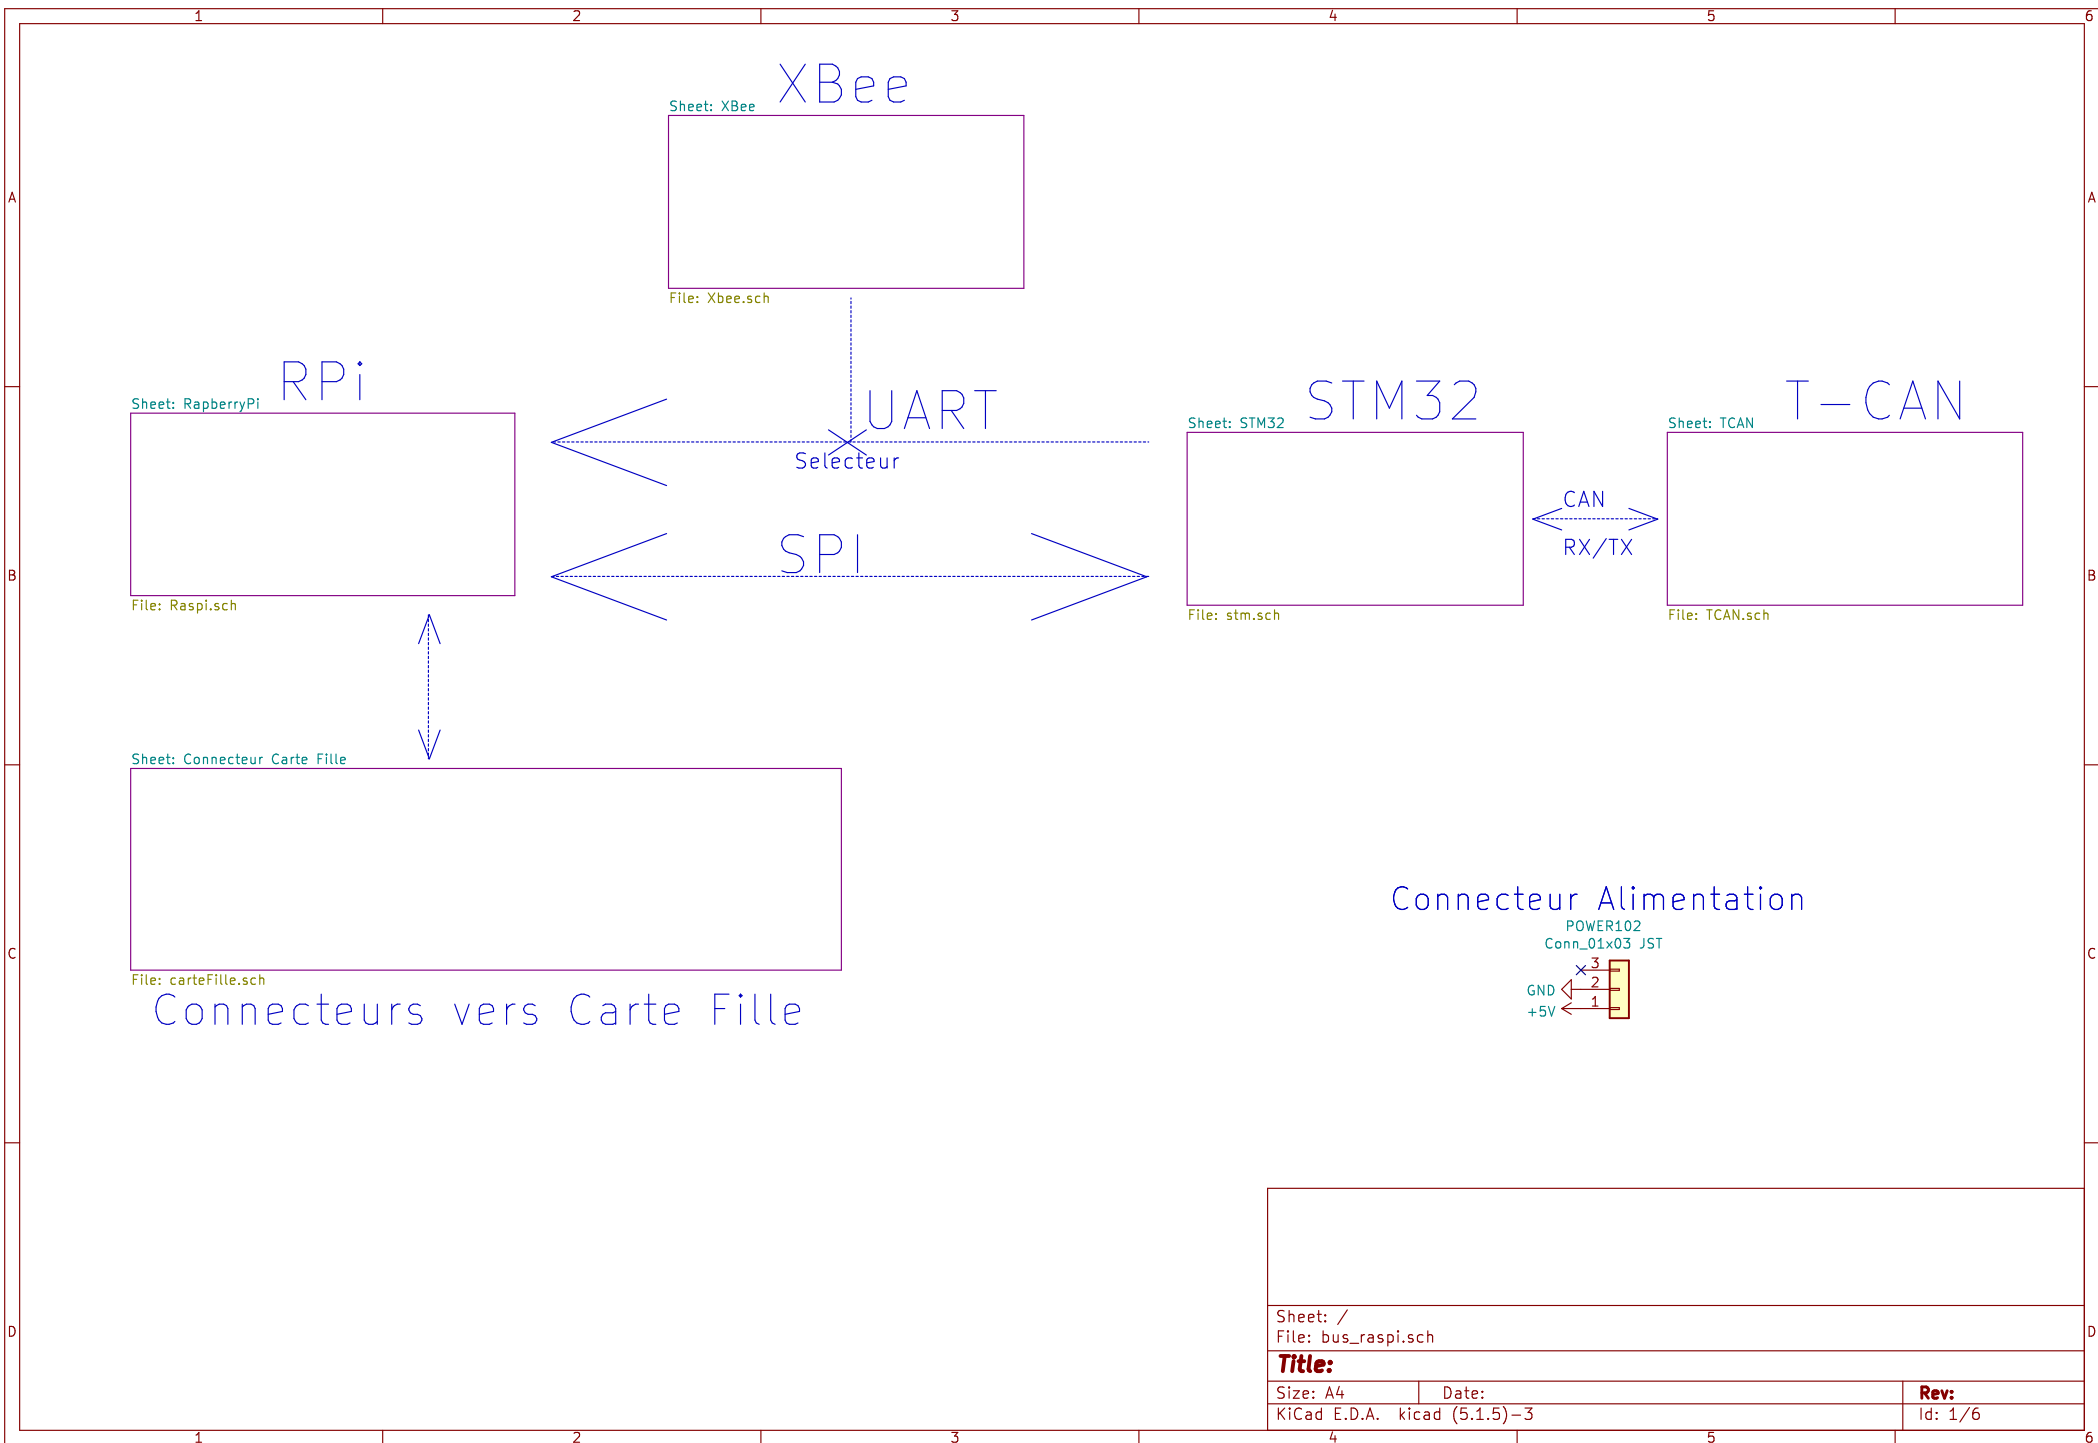 1 2 3 4 5 6
XBee
Sheet: XBee
A A
File: Xbee.sch
RPi
Sheet: RapberryPi
UART
STM32
T-CAN
Sheet: STM32
Sheet: TCAN
Selecteur
CAN
SPI
RX/TX
B B
File: Raspi.sch
File: stm.sch
File: TCAN.sch
Sheet: Connecteur Carte Fille
Connecteur Alimentation
POWER102
Conn_01x03 JST
C C
3
File: carteFille.sch
2
GND
1
+5V
Connecteurs vers Carte Fille
Sheet: /
D D
File: bus_raspi.sch
Title:
Size: A4 Date: Rev:
KiCad E.D.A. kicad (5.1.5)-3 Id: 1/6
1 2 3 4 5 6